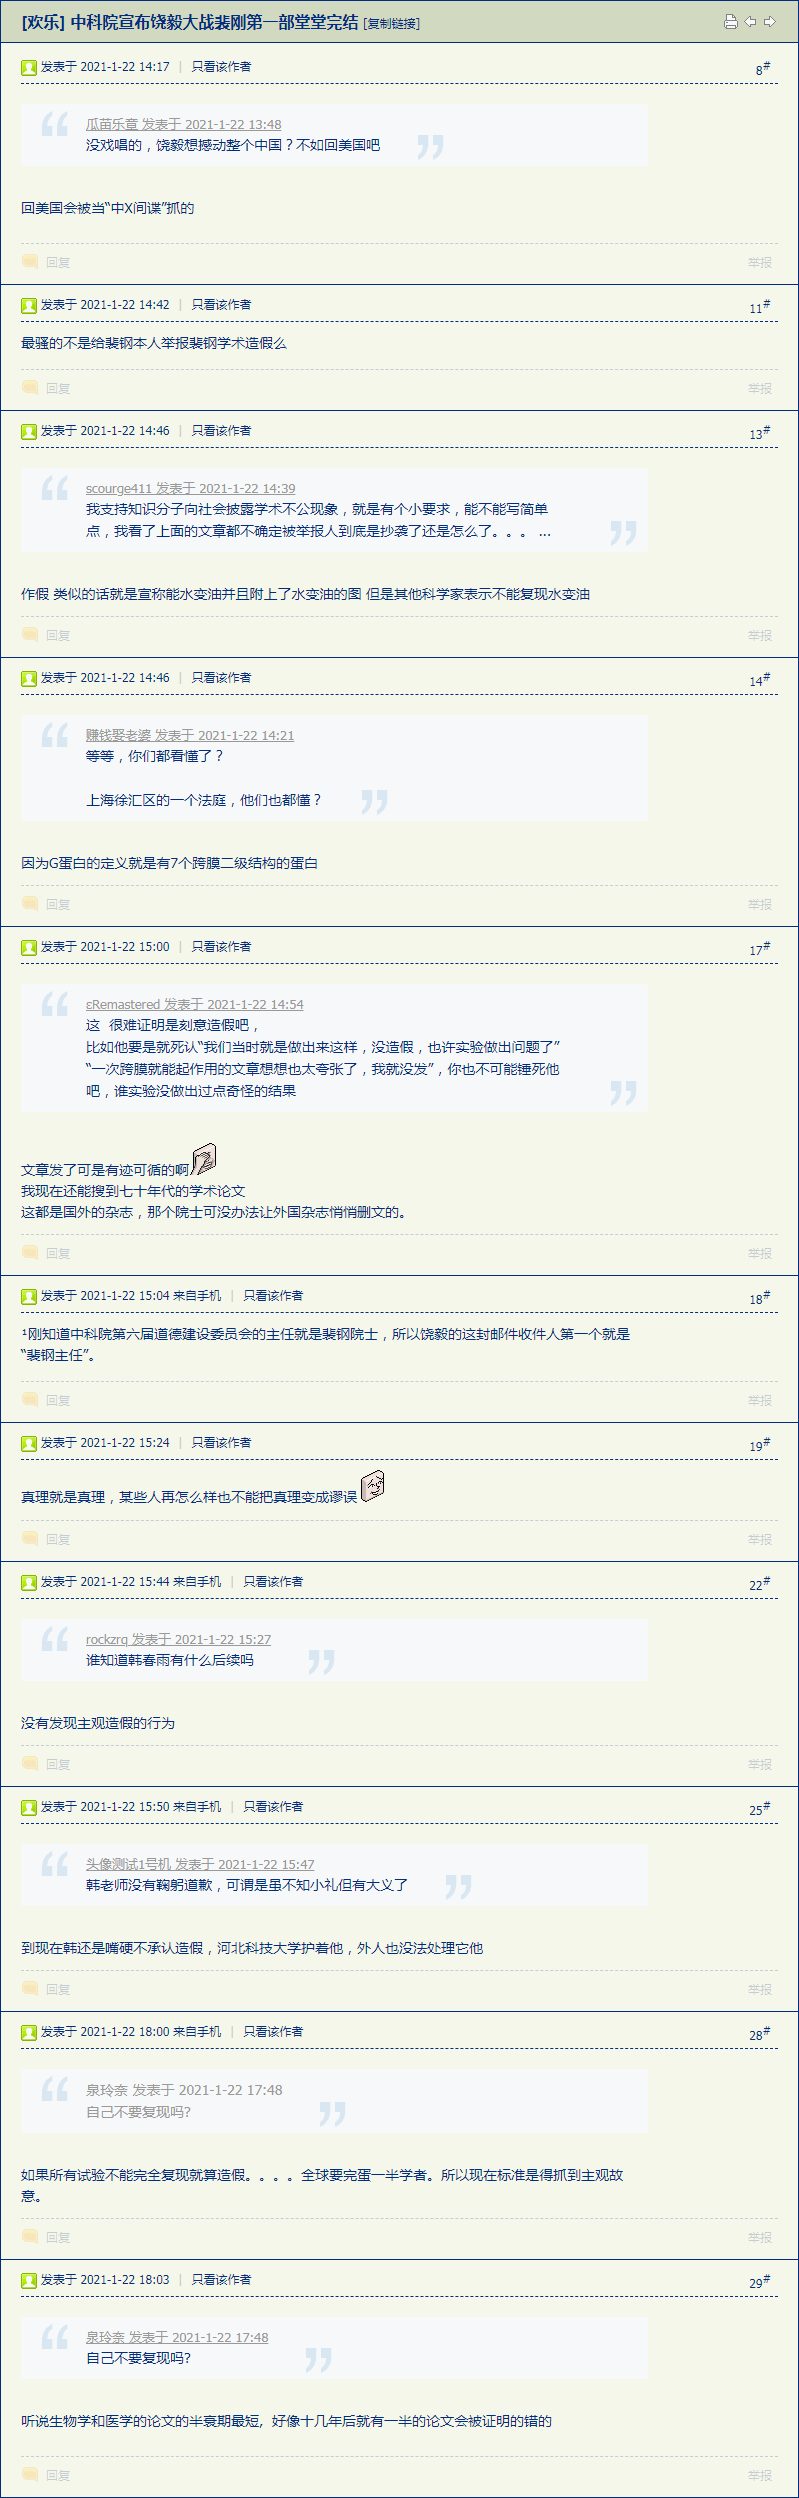 [欢乐] 中科院宣布饶毅大战裴刚第一部堂堂完结 [复制链接]
发表于 2021-1-22 14:17 | 只看该作者 8#
瓜苗乐章 发表于 2021-1-22 13:48
没戏唱的，饶毅想撼动整个中国？不如回美国吧
回美国会被当“中X间谍”抓的
回复 举报
发表于 2021-1-22 14:42 | 只看该作者 11#
最骚的不是给裴钢本人举报裴钢学术造假么
回复 举报
发表于 2021-1-22 14:46 | 只看该作者 13#
scourge411 发表于 2021-1-22 14:39
我支持知识分子向社会披露学术不公现象，就是有个小要求，能不能写简单
点，我看了上面的文章都不确定被举报人到底是抄袭了还是怎么了。。。 ...
作假 类似的话就是宣称能水变油并且附上了水变油的图 但是其他科学家表示不能复现水变油
回复 举报
发表于 2021-1-22 14:46 | 只看该作者 14#
赚钱娶老婆 发表于 2021-1-22 14:21
等等，你们都看懂了？
上海徐汇区的一个法庭，他们也都懂？
因为G蛋白的定义就是有7个跨膜二级结构的蛋白
回复 举报
发表于 2021-1-22 15:00 | 只看该作者 17#
εRemastered 发表于 2021-1-22 14:54
这 很难证明是刻意造假吧，
比如他要是就死认“我们当时就是做出来这样，没造假，也许实验做出问题了”
“一次跨膜就能起作用的文章想想也太夸张了，我就没发”，你也不可能锤死他
吧，谁实验没做出过点奇怪的结果
文章发了可是有迹可循的啊
我现在还能搜到七十年代的学术论文
这都是国外的杂志，那个院士可没办法让外国杂志悄悄删文的。
回复 举报
发表于 2021-1-22 15:04 来自手机 | 只看该作者 18#
¹刚知道中科院第六届道德建设委员会的主任就是裴钢院士，所以饶毅的这封邮件收件人第一个就是
“裴钢主任”。
回复 举报
发表于 2021-1-22 15:24 | 只看该作者 19#
真理就是真理，某些人再怎么样也不能把真理变成谬误
回复 举报
发表于 2021-1-22 15:44 来自手机 | 只看该作者 22#
rockzrq 发表于 2021-1-22 15:27
谁知道韩春雨有什么后续吗
没有发现主观造假的行为
回复 举报
发表于 2021-1-22 15:50 来自手机 | 只看该作者 25#
头像测试1号机 发表于 2021-1-22 15:47
韩老师没有鞠躬道歉，可谓是虽不知小礼但有大义了
到现在韩还是嘴硬不承认造假，河北科技大学护着他，外人也没法处理它他
回复 举报
发表于 2021-1-22 18:00 来自手机 | 只看该作者 28#
泉玲奈 发表于 2021-1-22 17:48
自己不要复现吗?
如果所有试验不能完全复现就算造假。。。。全球要完蛋一半学者。所以现在标准是得抓到主观故
意。
回复 举报
发表于 2021-1-22 18:03 | 只看该作者 29#
泉玲奈 发表于 2021-1-22 17:48
自己不要复现吗?
听说生物学和医学的论文的半衰期最短，好像十几年后就有一半的论文会被证明的错的
回复 举报